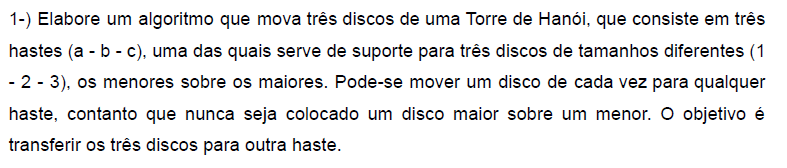 1-) Elabore um algoritmo que mova três discos de uma Torre de Hanói, que consiste em três
hastes (a - b - c), uma das quais serve de suporte para três discos de tamanhos diferentes (1
- 2 - 3), os menores sobre os maiores. Pode-se mover um disco de cada vez para qualquer
haste, contanto que nunca seja colocado um disco maior sobre um menor. O objetivo é
transferir os três discos para outra haste.